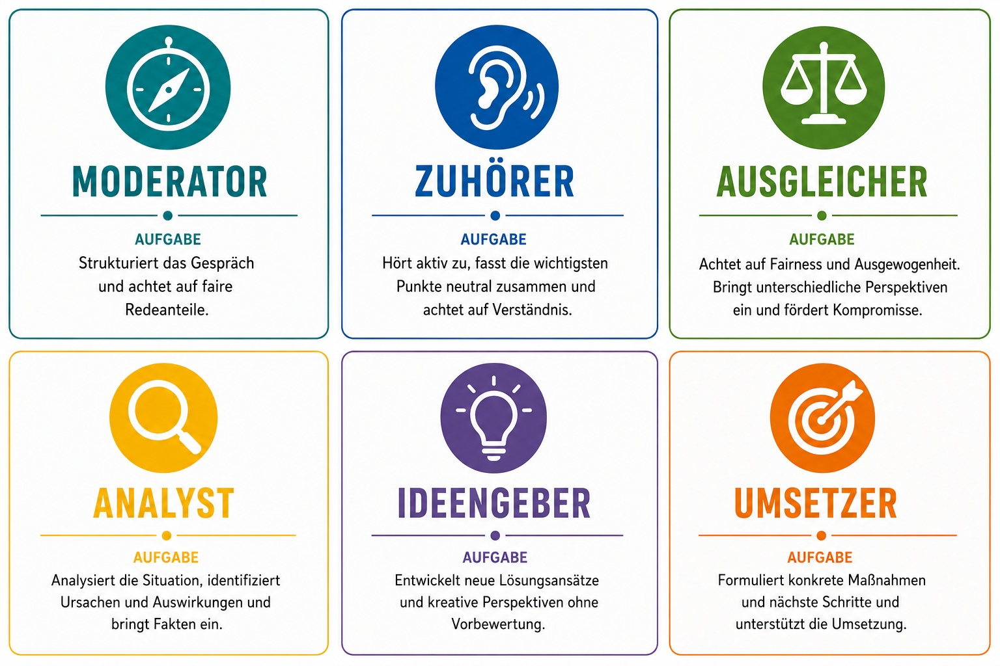 MODERATOR
AUFGABE
Strukturiert das Gespräch
und achtet auf faire
Redeanteile.
ZUHÖRER
AUFGABE
Hört aktiv zu, fasst die wichtigsten
Punkte neutral zusammen und
achtet auf Verständnis.
AUSGLEICHER
AUFGABE
Achtet auf Fairness und Ausgewogenheit.
Bringt unterschiedliche Perspektiven
ein und fördert Kompromisse.
ANALYST
AUFGABE
Analysiert die Situation, identifiziert
Ursachen und Auswirkungen und
bringt Fakten ein.
IDEENGEBER
AUFGABE
Entwickelt neue Lösungsansätze
und kreative Perspektiven ohne
Vorbewertung.
UMSETZER
AUFGABE
Formuliert konkrete Maßnahmen
und nächste Schritte und
unterstützt die Umsetzung.